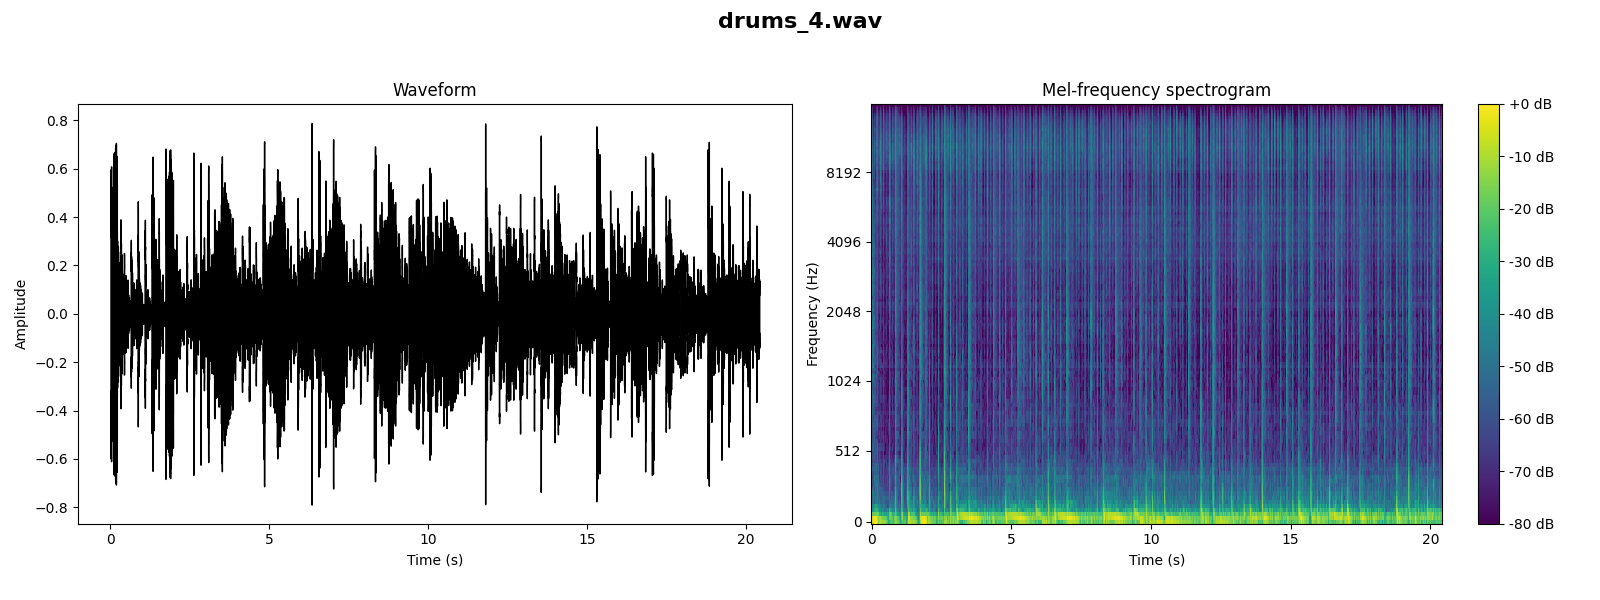 drums_4.wav
Waveform
Amplitude
0.8
0.6
0.4
0.2
0.0
−0.2
−0.4
−0.6
−0.8
0
5
10
15
20
Time (s)
Mel-frequency spectrogram
Frequency (Hz)
8192
4096
2048
1024
512
0
0
5
10
15
20
Time (s)
+0 dB
-10 dB
-20 dB
-30 dB
-40 dB
-50 dB
-60 dB
-70 dB
-80 dB